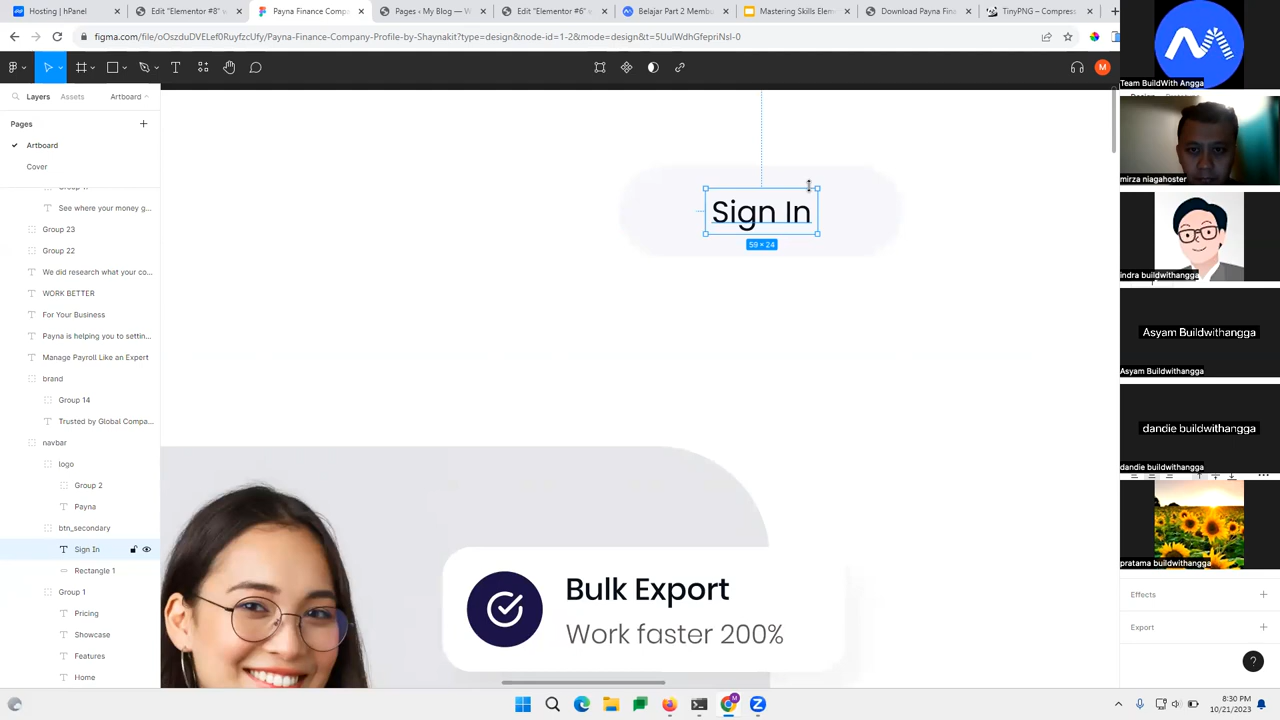 Hosting | hPanel
Edit "Elementor #8" w
Payna Finance Comp
Pages ‹ My Blog — W
Edit "Elementor #6" w
Belajar Part 2 Membu
Mastering Skills Elem
Download Payna Fina
TinyPNG – Compress
figma.com/file/oOszduDVELef0RuyfzcUfy/Payna-Finance-Company-Profile-by-Shaynakit?type=design&node-id=1-2&mode=design&t=5UuIWdhGfepriNsI-0
M
Layers
Assets
Artboard
Pages
Artboard
Cover
See where your money g...
Group 23
Group 22
We did research what your co...
WORK BETTER
For Your Business
Payna is helping you to settin...
Manage Payroll Like an Expert
brand
Group 14
Trusted by Global Compa...
navbar
logo
Group 2
Payna
btn_secondary
Sign In
Rectangle 1
Group 1
Pricing
Showcase
Features
Home
Sign In
59 × 24
Bulk Export
Work faster 200%
Team BuildWith Angga
mirza niagahoster
indra buildwithangga
Asyam Buildwithangga
Asyam Buildwithangga
dandie buildwithangga
dandie buildwithangga
pratama buildwithangga
Effects
Export
?
8:30 PM
10/21/2023